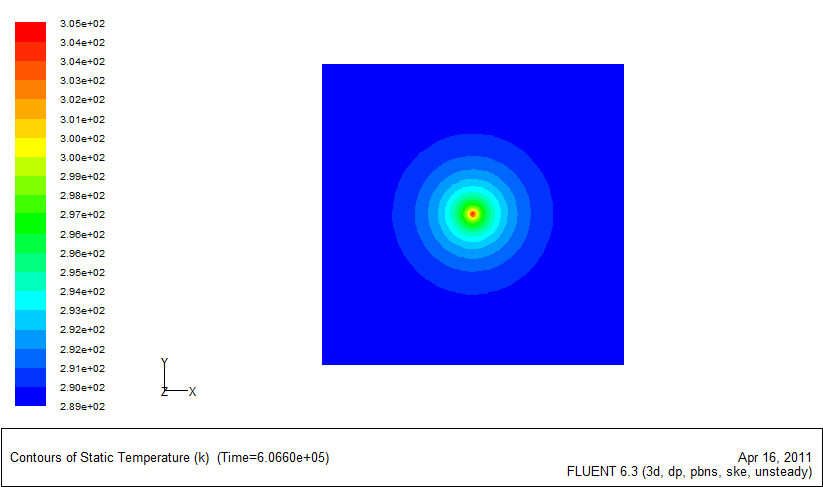 3.05e+02
3.04e+02
3.04e+02
3.03e+02
3.02e+02
3.01e+02
3.00e+02
3.00e+02
2.99e+02
2.98e+02
2.97e+02
2.96e+02
2.96e+02
2.95e+02
2.94e+02
2.93e+02
2.92e+02
2.92e+02
2.91e+02
2.90e+02
2.89e+02
Y
Z X
Contours of Static Temperature (k) (Time=6.0660e+05)
Apr 16, 2011
FLUENT 6.3 (3d, dp, pbns, ske, unsteady)